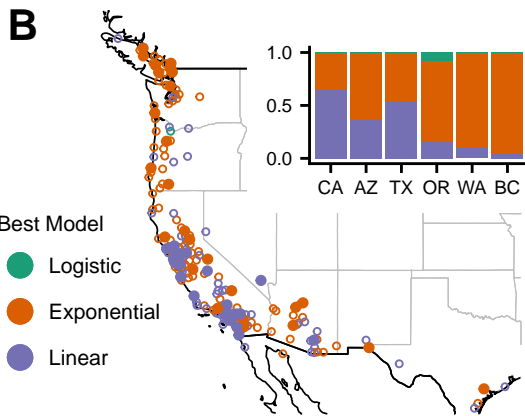 B
1.0
0.5
0.0
CA AZ TX OR WA BC
Best Model
Logistic
Exponential
Linear